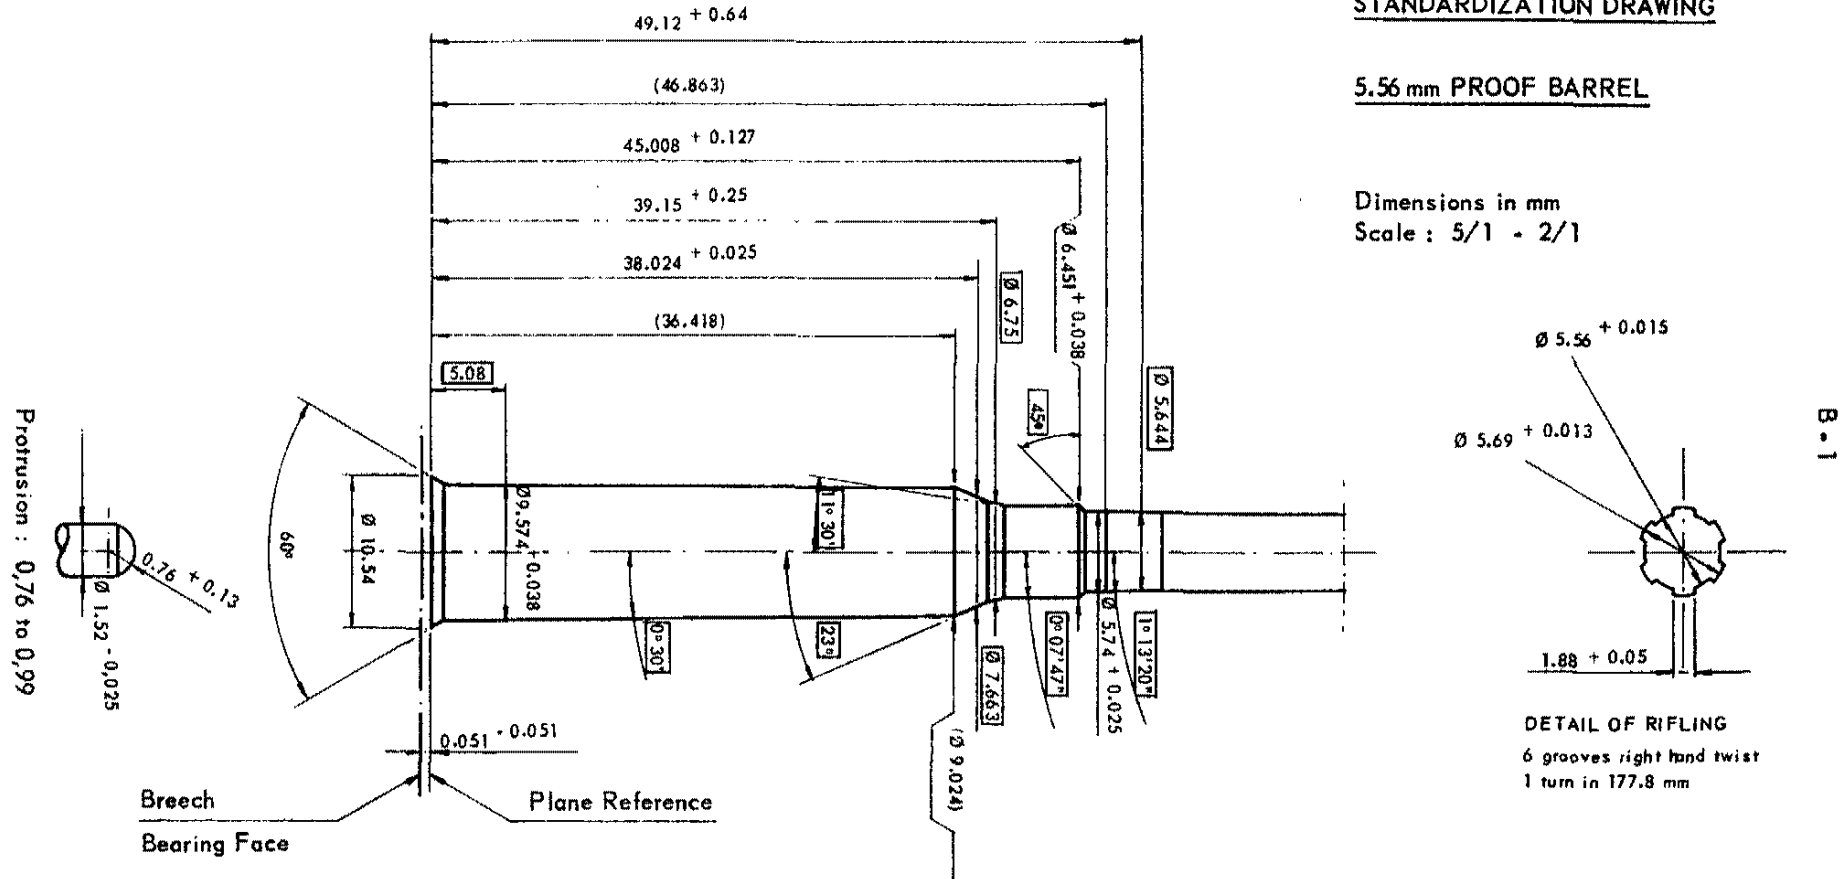 STANDARDIZATION DRAWING
5.56 mm PROOF BARREL
Dimensions in mm
Scale : 5/1 - 2/1
B-1
49.12 + 0.64
(46.863)
45.008 + 0.127
39.15 + 0.25
38.024 + 0.025
(36.418)
5.08
Ø 6.75
Ø 6.451 + 0.038
45°
Ø 5.644
60°
Ø 10.54
Ø 9.574 + 0.038
0° 30'
11° 30'
23°
Ø 7.663
0° 07'47"
Ø 5.74 + 0.025
1° 13'20"
(Ø 9.024)
0.051 - 0.051
Breech
Bearing Face
Plane Reference
Protrusion : 0,76 to 0,99
0.76 + 0.13
Ø 1.52 - 0,025
Ø 5.56 + 0.015
Ø 5.69 + 0.013
1.88 + 0.05
DETAIL OF RIFLING
6 grooves right hand twist
1 turn in 177.8 mm